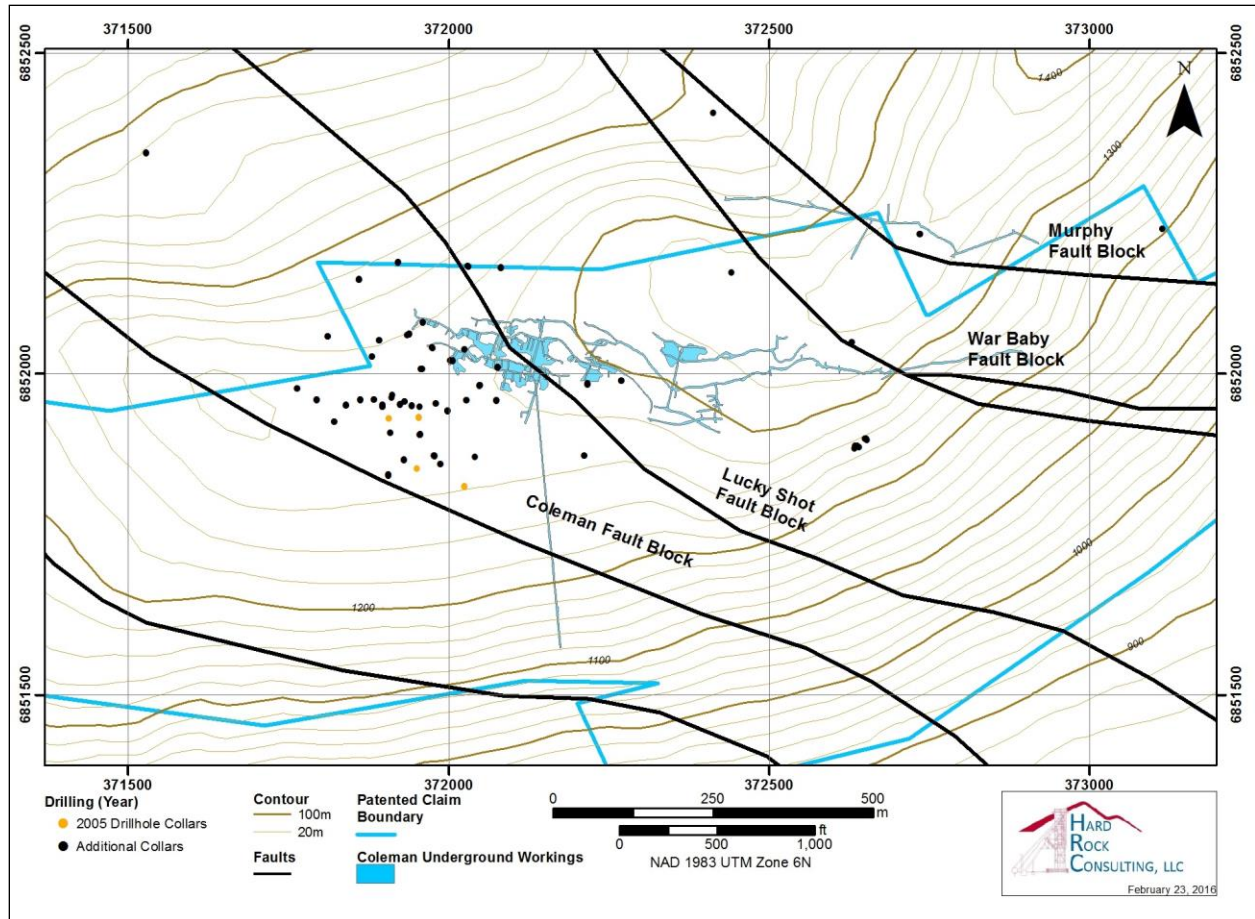 371500 372000 372500 373000
6852500
6852500
1400
N
1300
Murphy
Fault Block
War Baby
Fault Block
6852000
6852000
Lucky Shot
Fault Block
Coleman Fault Block
1000
1200
1100
900
6851500
6851500
371500 372000 372500 373000
Drilling (Year)
2005 Drillhole Collars
Additional Collars
Contour
100m
20m
Faults
Patented Claim
Boundary
Coleman Underground Workings
0 250 500
m
ft
0 500 1,000
NAD 1983 UTM Zone 6N
HARD
ROCK
CONSULTING, LLC
February 23, 2016